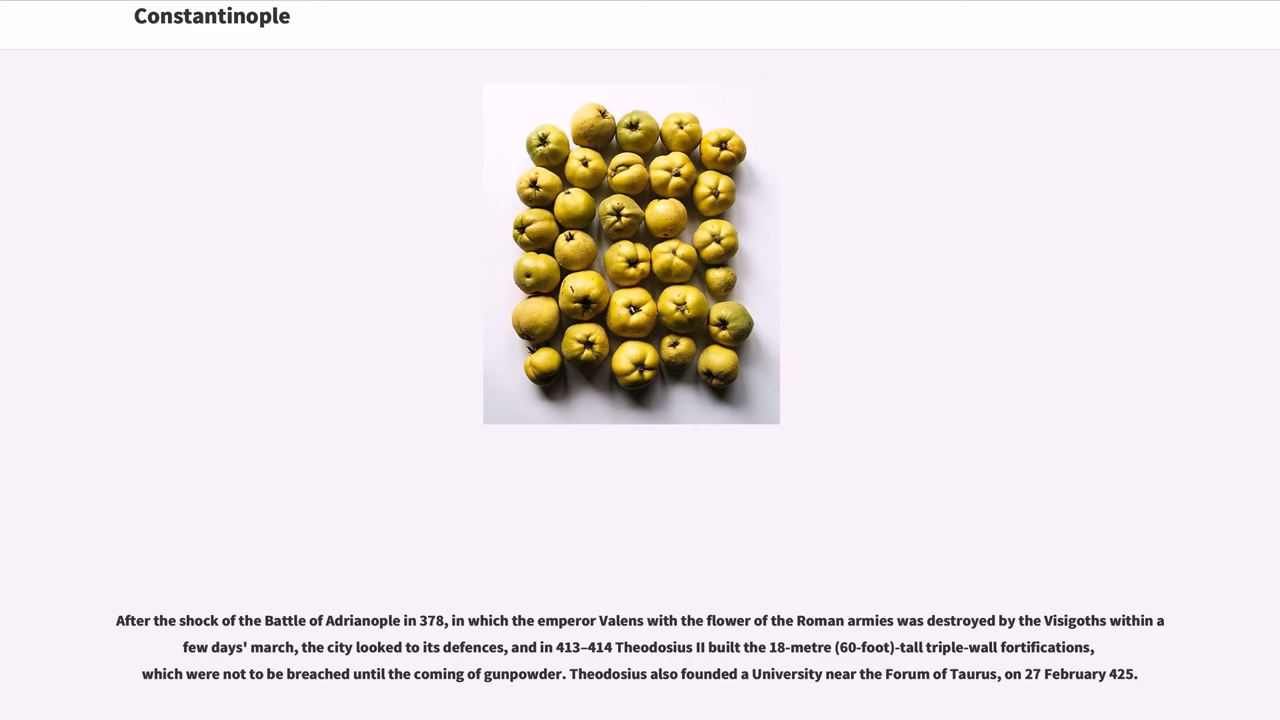 Constantinople
After the shock of the Battle of Adrianople in 378, in which the emperor Valens with the flower of the Roman armies was destroyed by the Visigoths within a
few days' march, the city looked to its defences, and in 413–414 Theodosius II built the 18-metre (60-foot)-tall triple-wall fortifications,
which were not to be breached until the coming of gunpowder. Theodosius also founded a University near the Forum of Taurus, on 27 February 425.